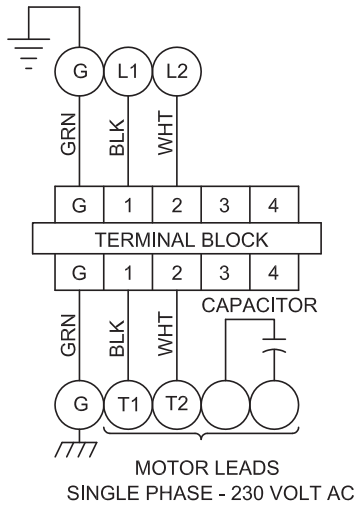 G L1 L2
GRN BLK WHT
G 1 2 3 4
TERMINAL BLOCK
G 1 2 3 4
CAPACITOR
GRN BLK WHT
G T1 T2
MOTOR LEADS
SINGLE PHASE - 230 VOLT AC